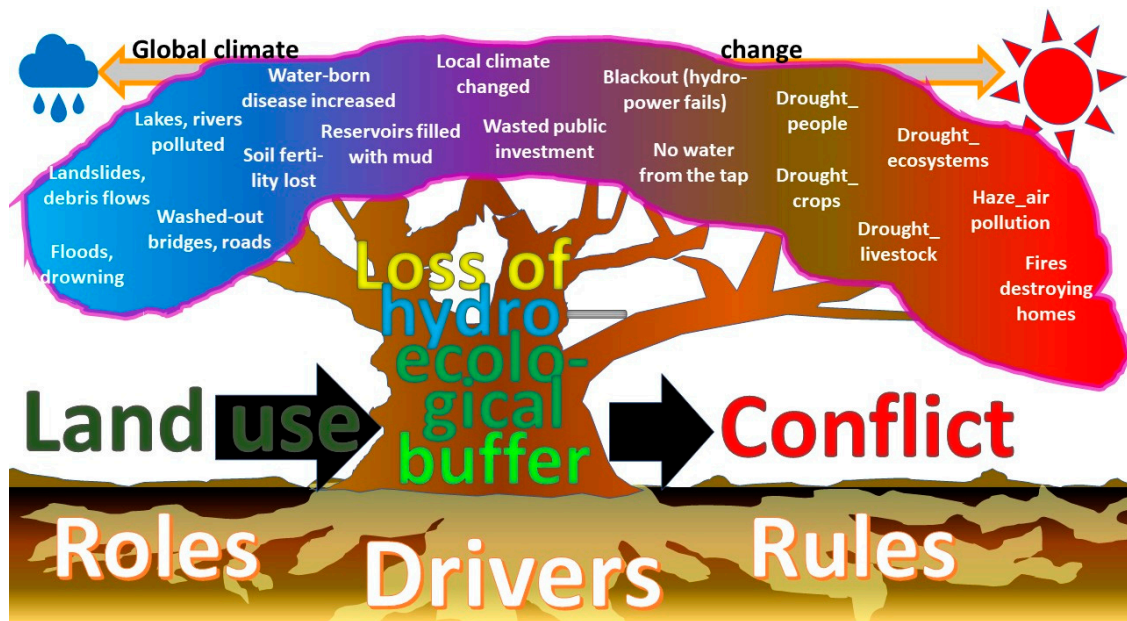 Global climate change
Water-born
disease increased
Local climate
changed
Blackout (hydro-
power fails)
Drought_
people
Lakes, rivers
polluted
Reservoirs filled
with mud
Wasted public
investment
Drought_
ecosystems
Soil ferti-
lity lost
No water
from the tap
Landslides,
debris flows
Drought_
crops
Haze_air
pollution
Washed-out
bridges, roads
Drought_
livestock
Floods,
drowning
Fires
destroying
homes
Loss of
hydro
ecolo-
gical
buffer
Land use
Conflict
Roles
Drivers
Rules